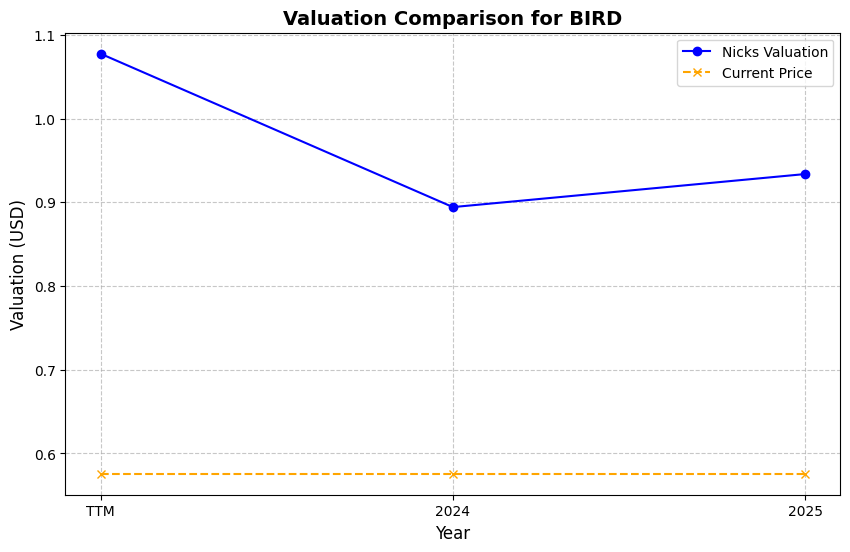 Valuation Comparison for BIRD
Nicks Valuation
Current Price
Valuation (USD)
1.1
1.0
0.9
0.8
0.7
0.6
TTM
2024
2025
Year